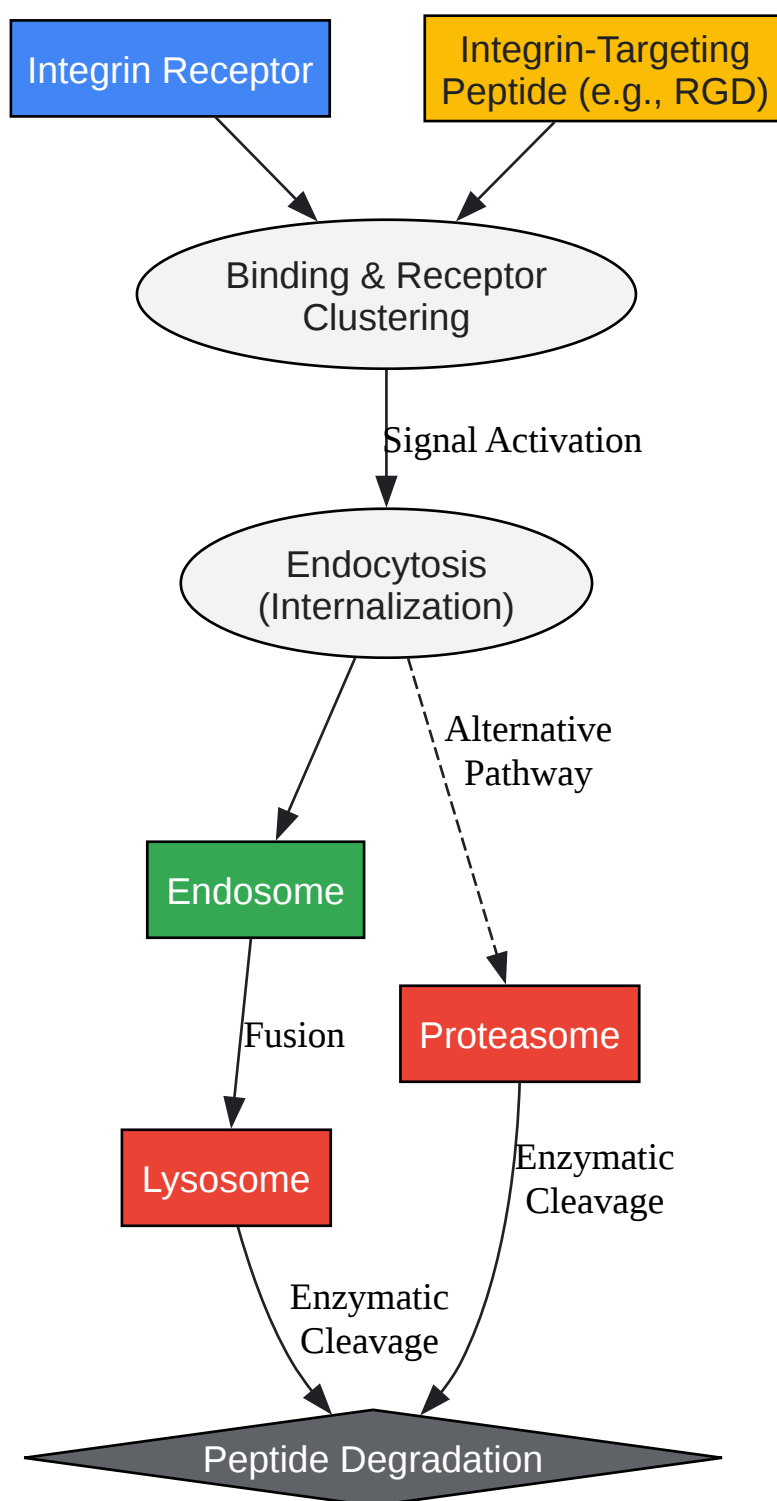 Integrin Receptor
Integrin-Targeting
Peptide (e.g., RGD)
Binding & Receptor
Clustering
Signal Activation
Endocytosis
(Internalization)
Alternative
Pathway
Endosome
Fusion
Proteasome
Lysosome
Enzymatic
Cleavage
Enzymatic
Cleavage
Peptide Degradation